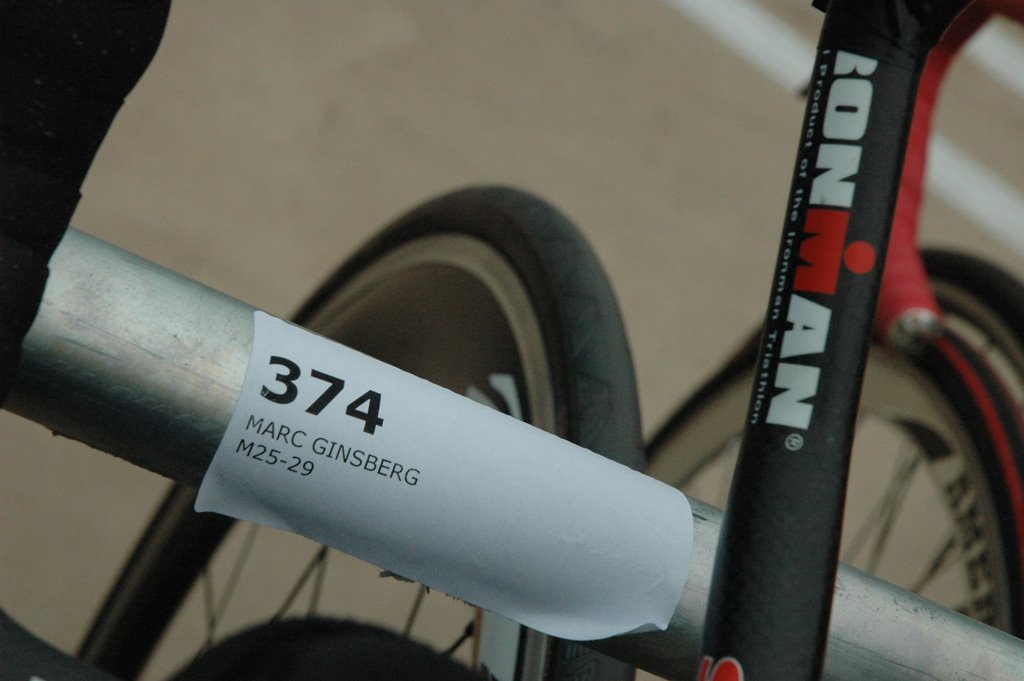 374
MARC GINSBERG
M25-29
IRONMAN®
Product of the Ironman Triathlon